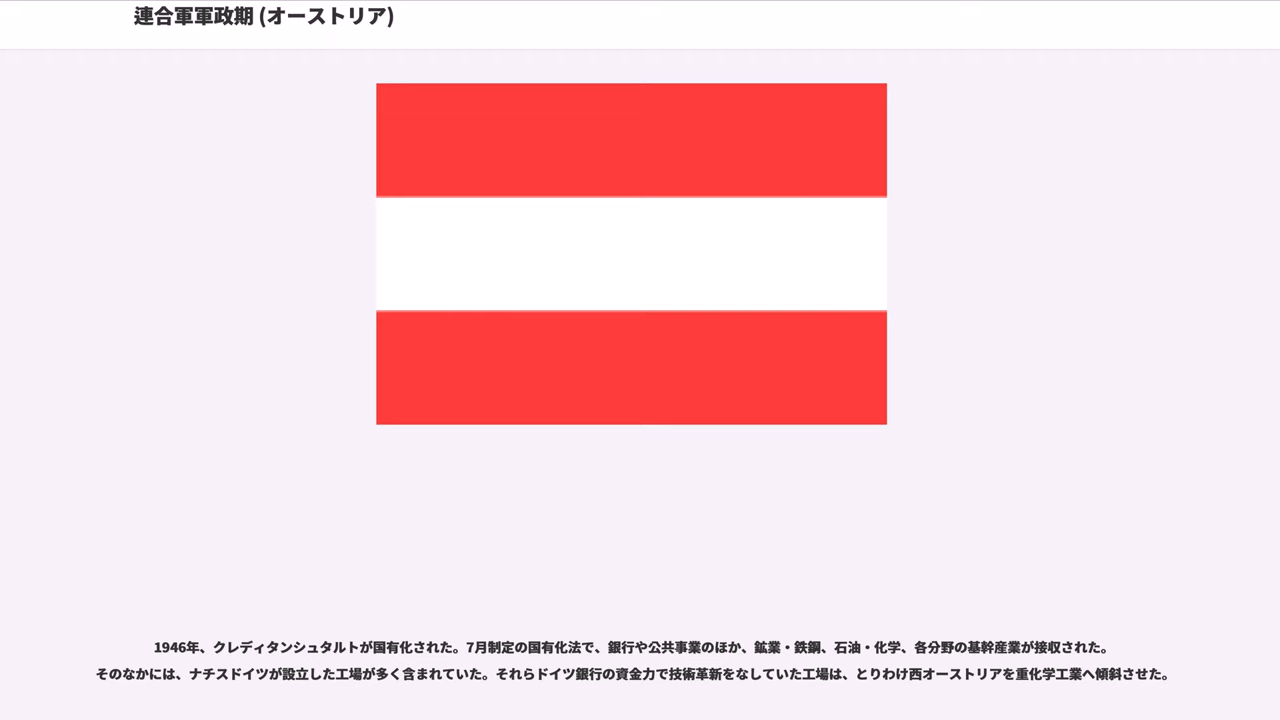 連合軍軍政期 (オーストリア)
1946年、クレディタンシュタルトが国有化された。7月制定の国有化法で、銀行や公共事業のほか、鉱業・鉄鋼、石油・化学、各分野の基幹産業が接収された。
そのなかには、ナチスドイツが設立した工場が多く含まれていた。それらドイツ銀行の資金力で技術革新をなしていた工場は、とりわけ西オーストリアを重化学工業へ傾斜させた。